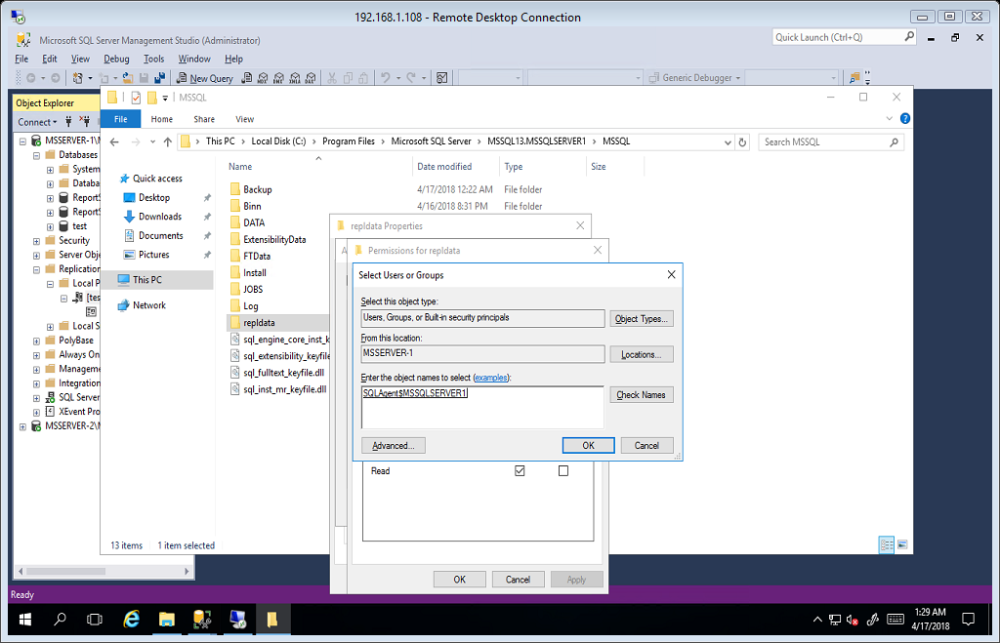 192.168.1.108 - Remote Desktop Connection
Microsoft SQL Server Management Studio (Administrator)
Quick Launch (Ctrl+Q)
File Edit View Debug Tools Window Help
New Query
MDX DMX XMLA DAX
Generic Debugger
Object Explorer
Connect
MSSERVER-1\M
Databases
System
Databa
ReportS
ReportS
test
Security
Server Obje
Replication
Local P
[tes
Local S
PolyBase
Always On
Manageme
Integration
SQL Server
XEvent Pro
MSSERVER-2\M
MSSQL
File Home Share View
This PC > Local Disk (C:) > Program Files > Microsoft SQL Server > MSSQL13.MSSQLSERVER1 > MSSQL
Search MSSQL
Quick access
Desktop
Downloads
Documents
Pictures
This PC
Network
Name Date modified Type Size
Backup 4/17/2018 12:22 AM File folder
Binn 4/16/2018 8:31 PM File folder
DATA
ExtensibilityData
FTData
Install
JOBS
Log
repldata
sql_engine_core_inst_k
sql_extensibility_keyfile
sql_fulltext_keyfile.dll
sql_inst_mr_keyfile.dll
13 items 1 item selected
repldata Properties
A
Permissions for repldata
Select Users or Groups
Select this object type:
Users, Groups, or Built-in security principals
Object Types...
From this location:
MSSERVER-1
Locations...
Enter the object names to select (examples):
SQLAgent$MSSQLSERVER1
Check Names
Advanced...
OK
Cancel
Read
OK Cancel Apply
Ready
1:29 AM
4/17/2018